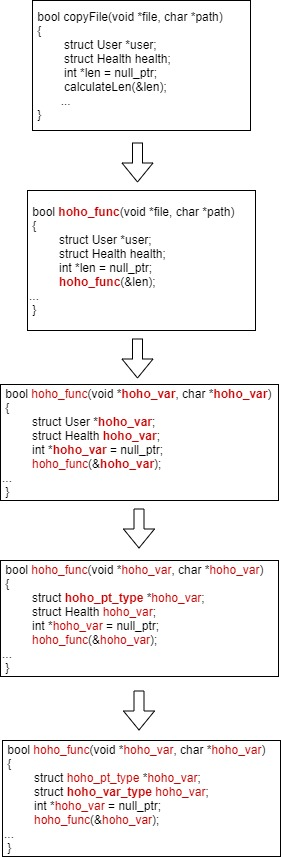 bool copyFile(void *file, char *path)
{
struct User *user;
struct Health health;
int *len = null_ptr;
calculateLen(&len);
...
}
bool hoho_func(void *file, char *path)
{
struct User *user;
struct Health health;
int *len = null_ptr;
hoho_func(&len);
...
}
bool hoho_func(void *hoho_var, char *hoho_var)
{
struct User *hoho_var;
struct Health hoho_var;
int *hoho_var = null_ptr;
hoho_func(&hoho_var);
...
}
bool hoho_func(void *hoho_var, char *hoho_var)
{
struct hoho_pt_type *hoho_var;
struct Health hoho_var;
int *hoho_var = null_ptr;
hoho_func(&hoho_var);
...
}
bool hoho_func(void *hoho_var, char *hoho_var)
{
struct hoho_pt_type *hoho_var;
struct hoho_var_type hoho_var;
int *hoho_var = null_ptr;
hoho_func(&hoho_var);
...
}